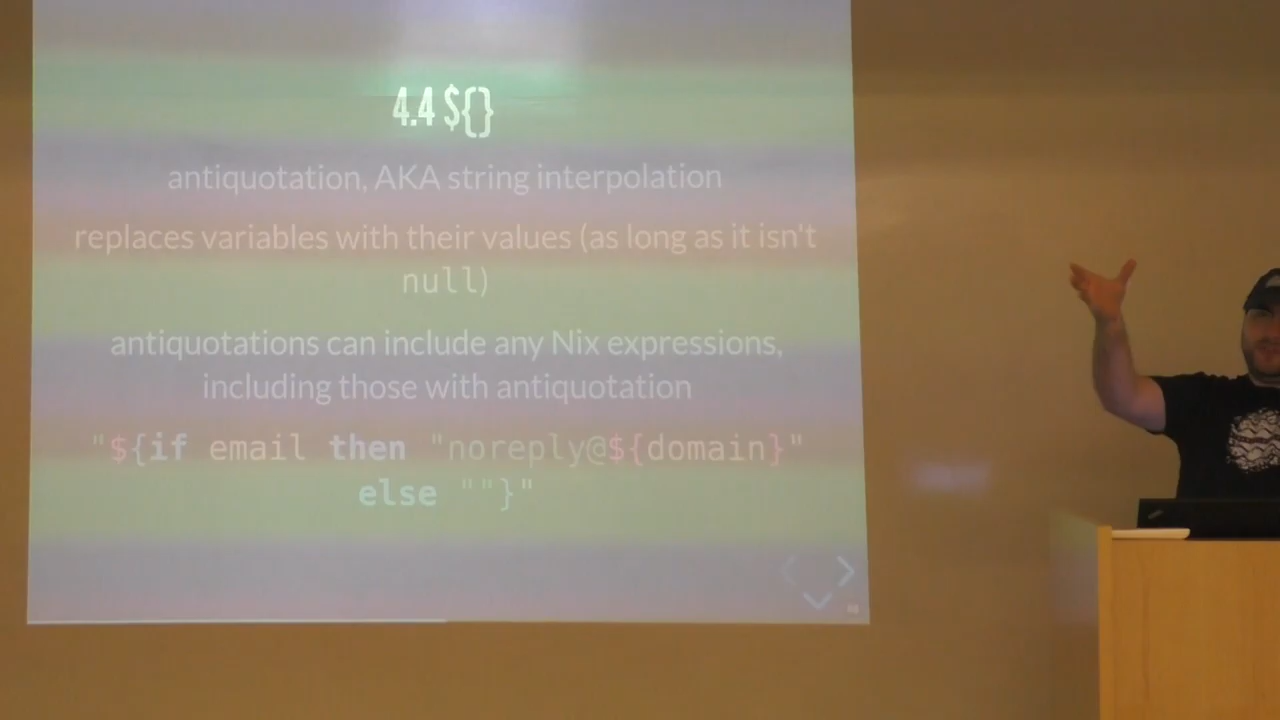 4.4 ${}
antiquotation, AKA string interpolation
replaces variables with their values (as long as it isn't
null)
antiquotations can include any Nix expressions,
including those with antiquotation
"${if email then "noreply@${domain}"
else ""}"